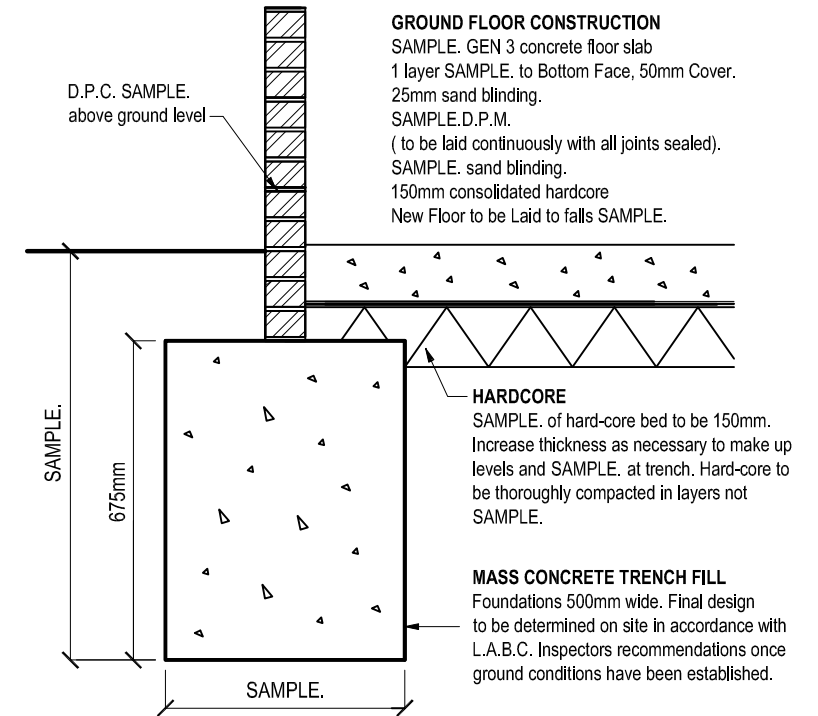 GROUND FLOOR CONSTRUCTION
SAMPLE. GEN 3 concrete floor slab
1 layer SAMPLE. to Bottom Face, 50mm Cover.
25mm sand blinding.
SAMPLE.D.P.M.
( to be laid continuously with all joints sealed).
SAMPLE. sand blinding.
150mm consolidated hardcore
New Floor to be Laid to falls SAMPLE.
D.P.C. SAMPLE.
above ground level
HARDCORE
SAMPLE. of hard-core bed to be 150mm.
Increase thickness as necessary to make up
levels and SAMPLE. at trench. Hard-core to
be thoroughly compacted in layers not
SAMPLE.
SAMPLE.
675mm
MASS CONCRETE TRENCH FILL
Foundations 500mm wide. Final design
to be determined on site in accordance with
L.A.B.C. Inspectors recommendations once
ground conditions have been established.
SAMPLE.